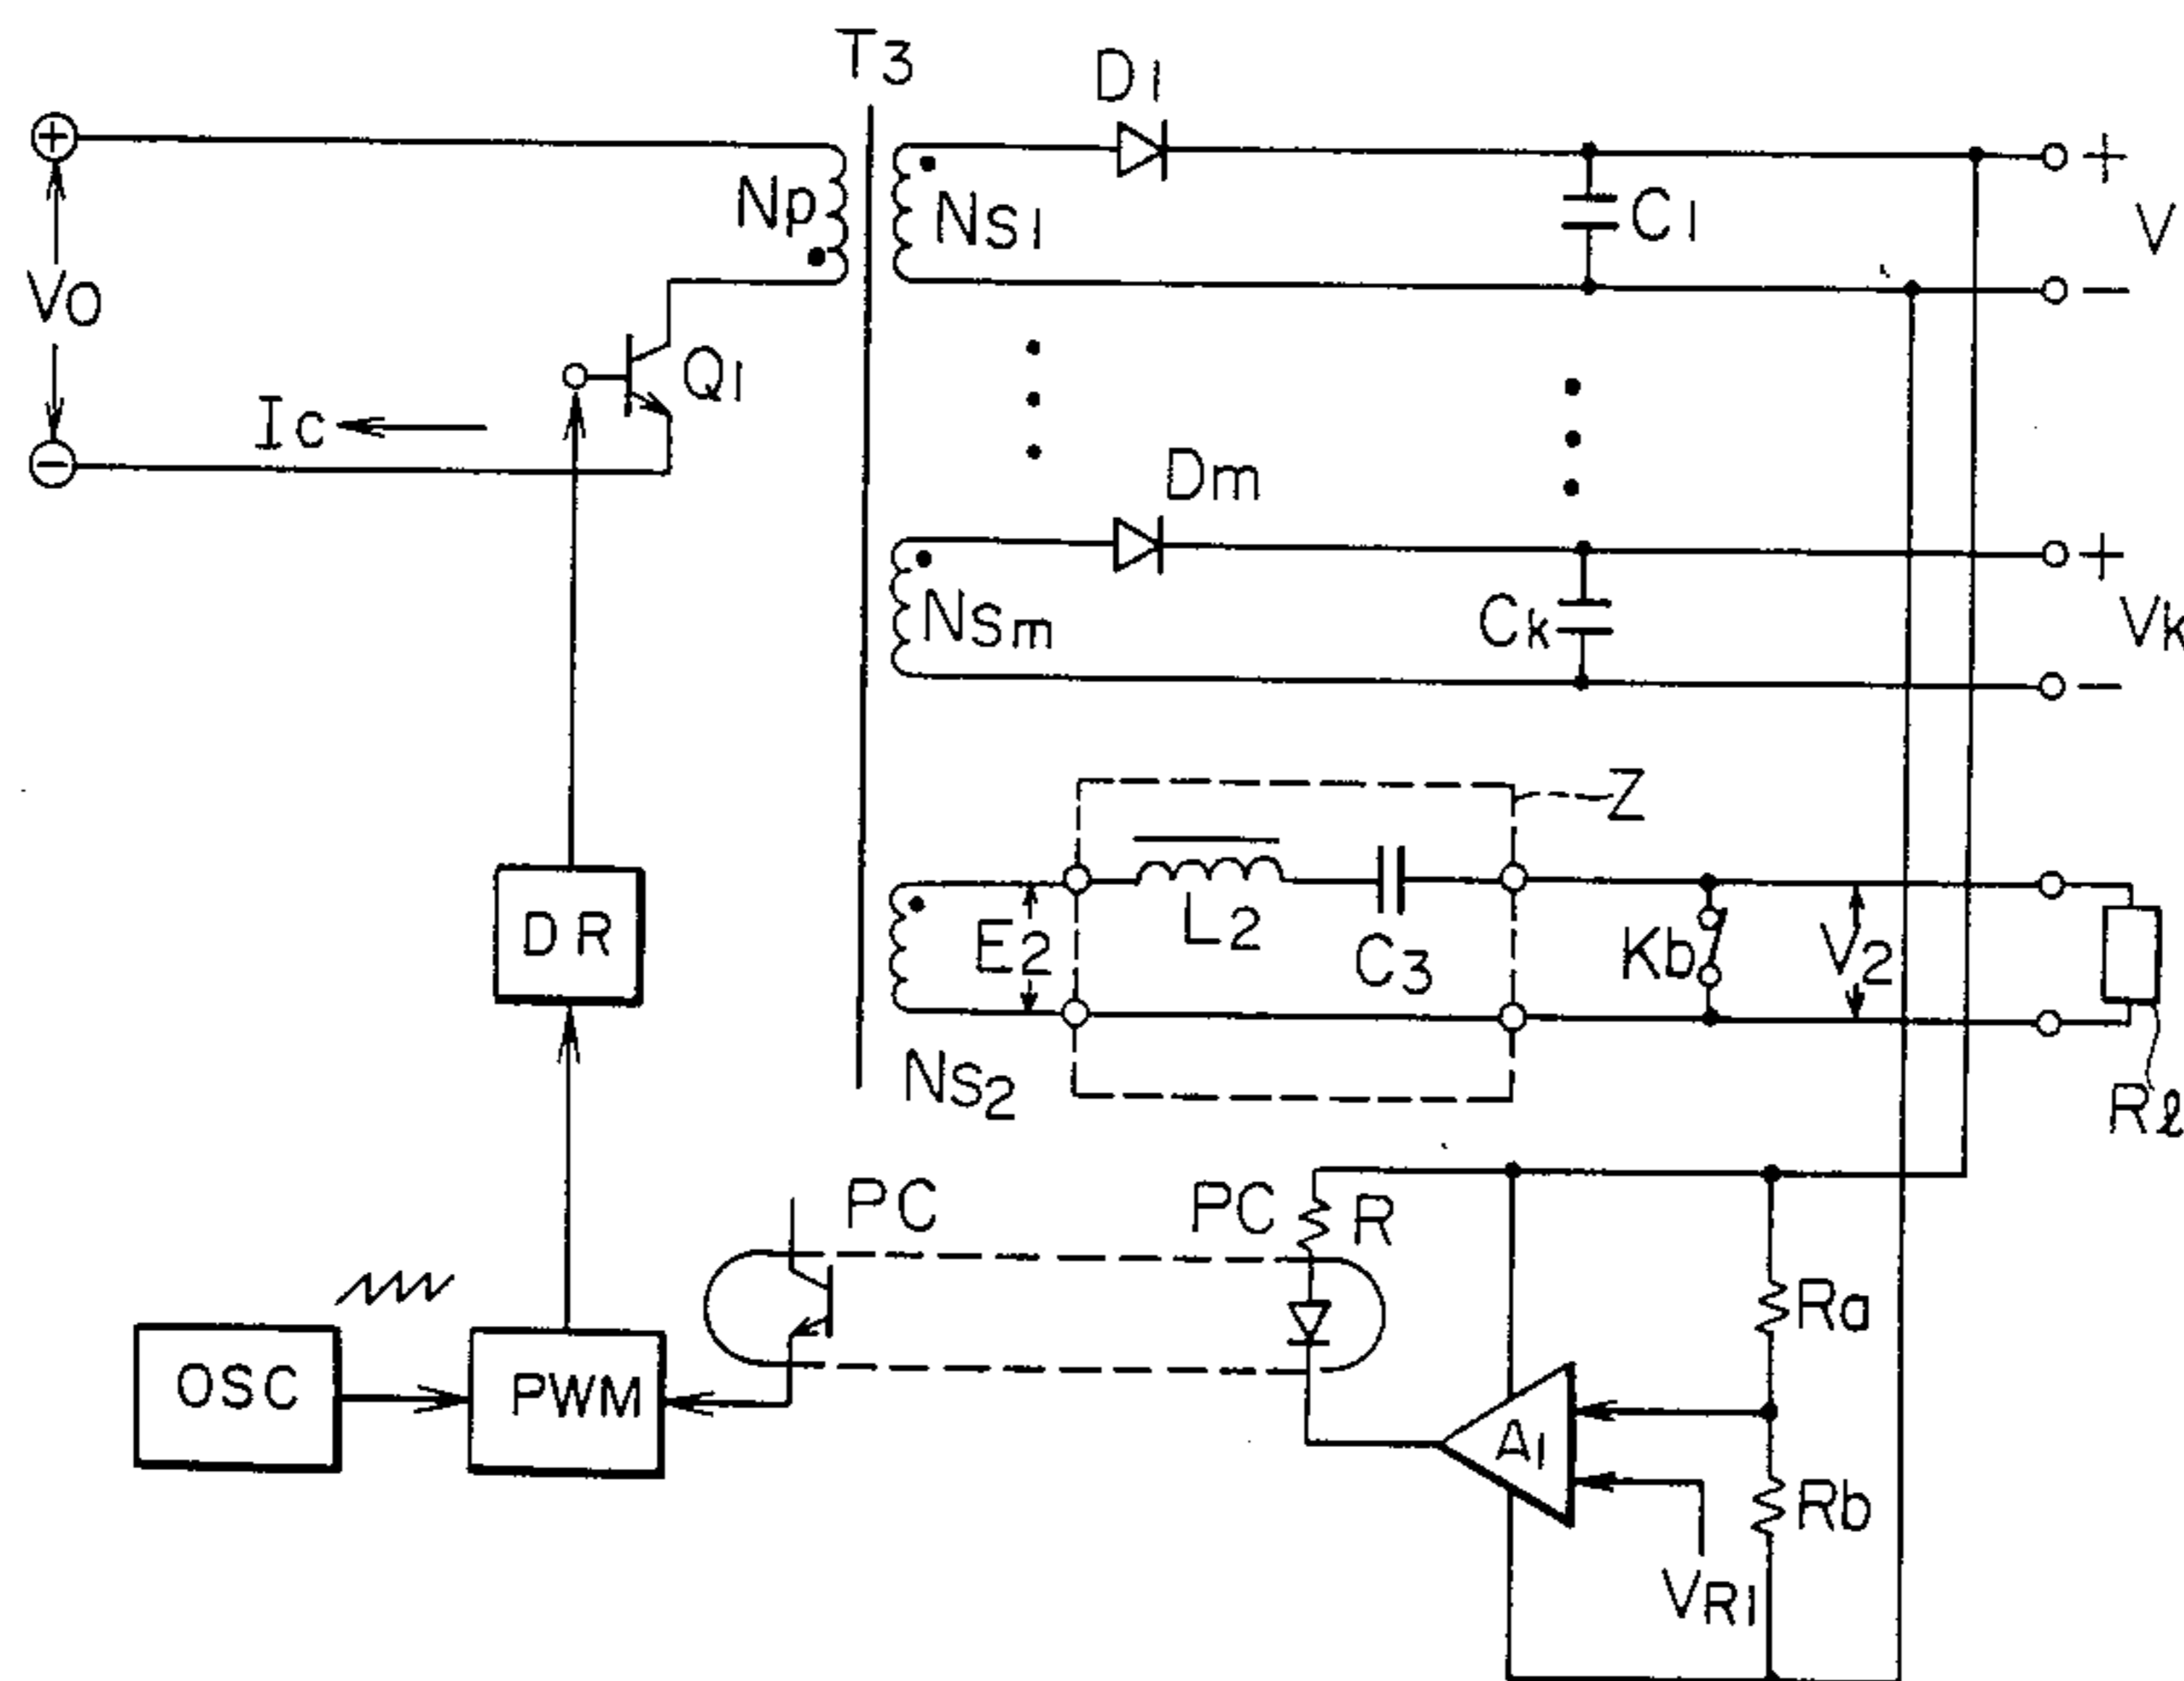 T3
D1
+
Np
NS1
C1
+
V
V0
−
Q1
Ic
−
Dm
+
NSm
Ck
Vk
−
Z
DR
E2
L2
C3
Kb
V2
NS2
Rℓ
PC
PC
R
Ra
OSC
PWM
A1
Rb
VR1